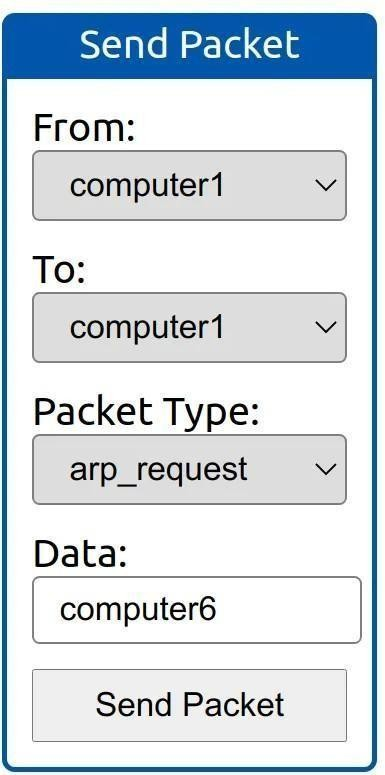 Send Packet
From:
computer1
To:
computer1
Packet Type:
arp_request
Data:
computer6
Send Packet